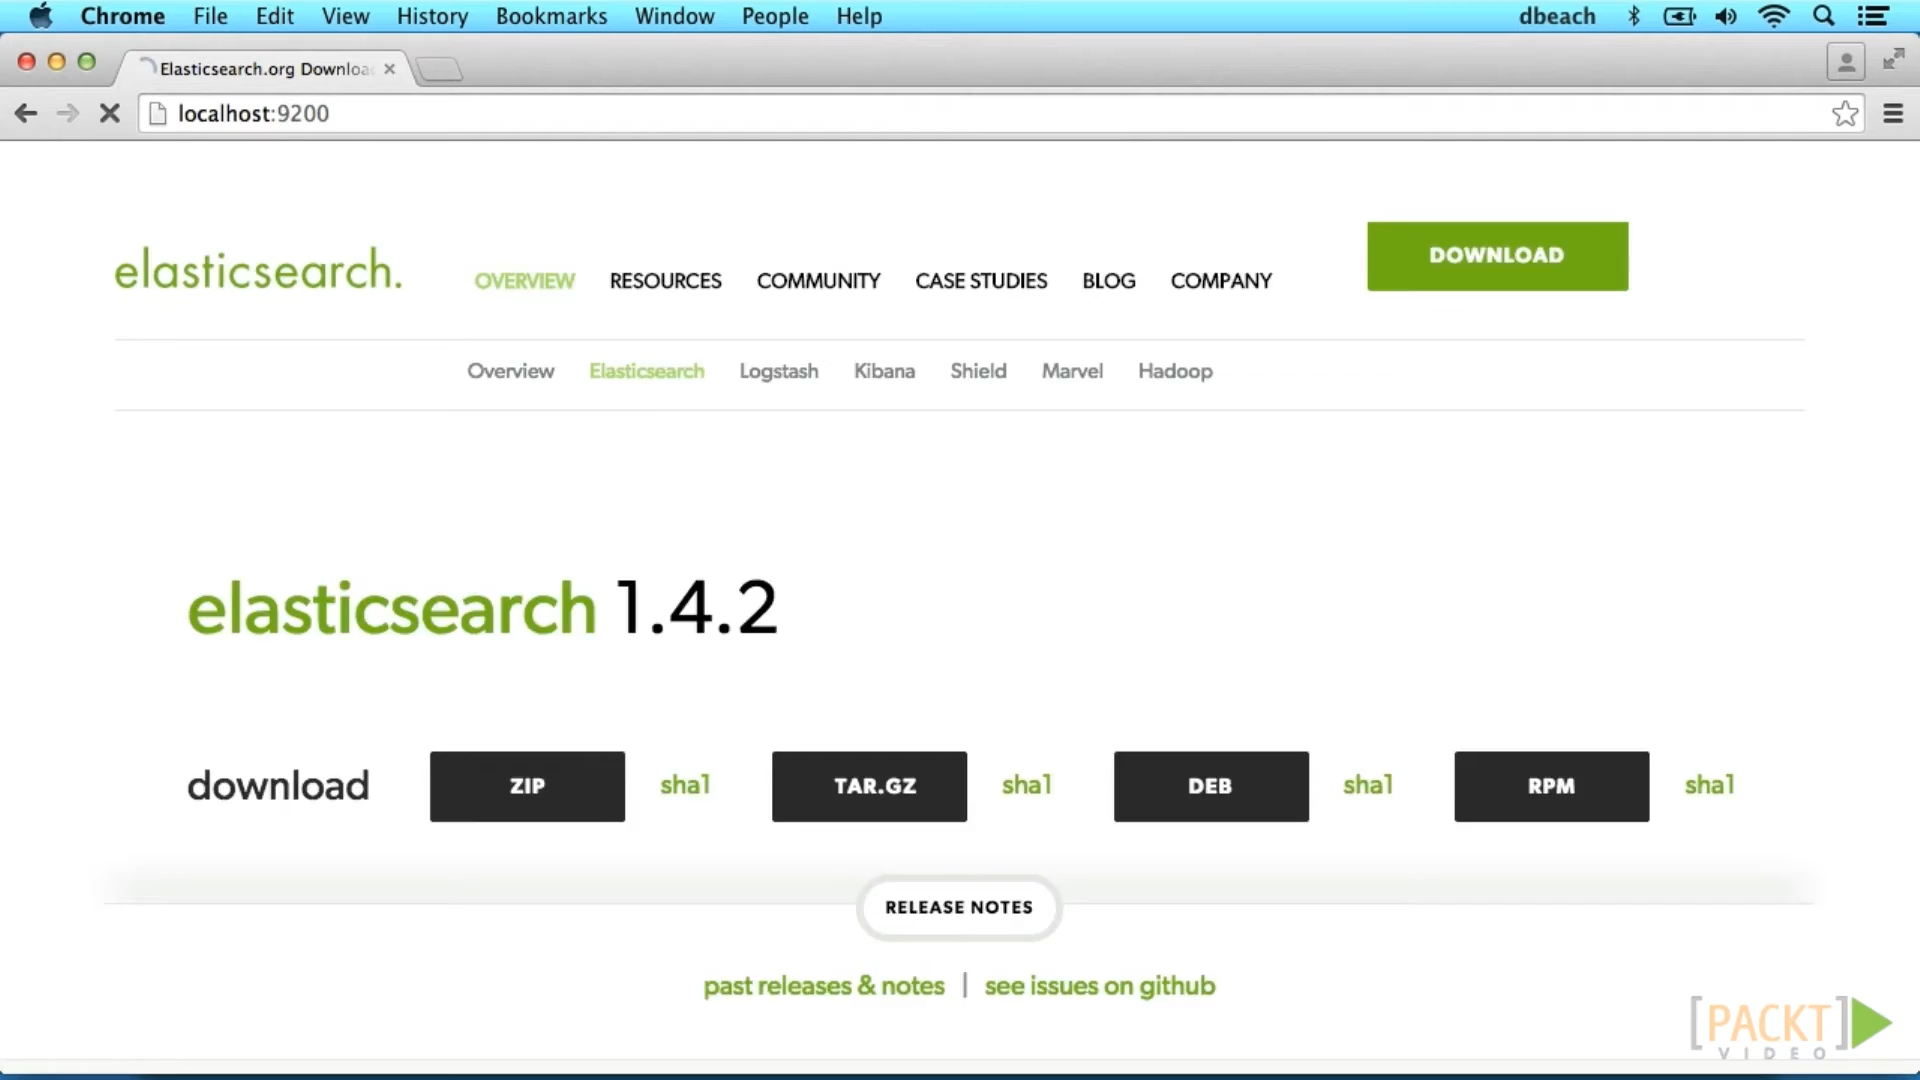 Chrome File Edit View History Bookmarks Window People Help dbeach
Elasticsearch.org Downloa
localhost:9200
elasticsearch. OVERVIEW RESOURCES COMMUNITY CASE STUDIES BLOG COMPANY DOWNLOAD
Overview Elasticsearch Logstash Kibana Shield Marvel Hadoop
elasticsearch 1.4.2
download ZIP sha1 TAR.GZ sha1 DEB sha1 RPM sha1
RELEASE NOTES
past releases & notes | see issues on github
[PACKT]
VIDEO